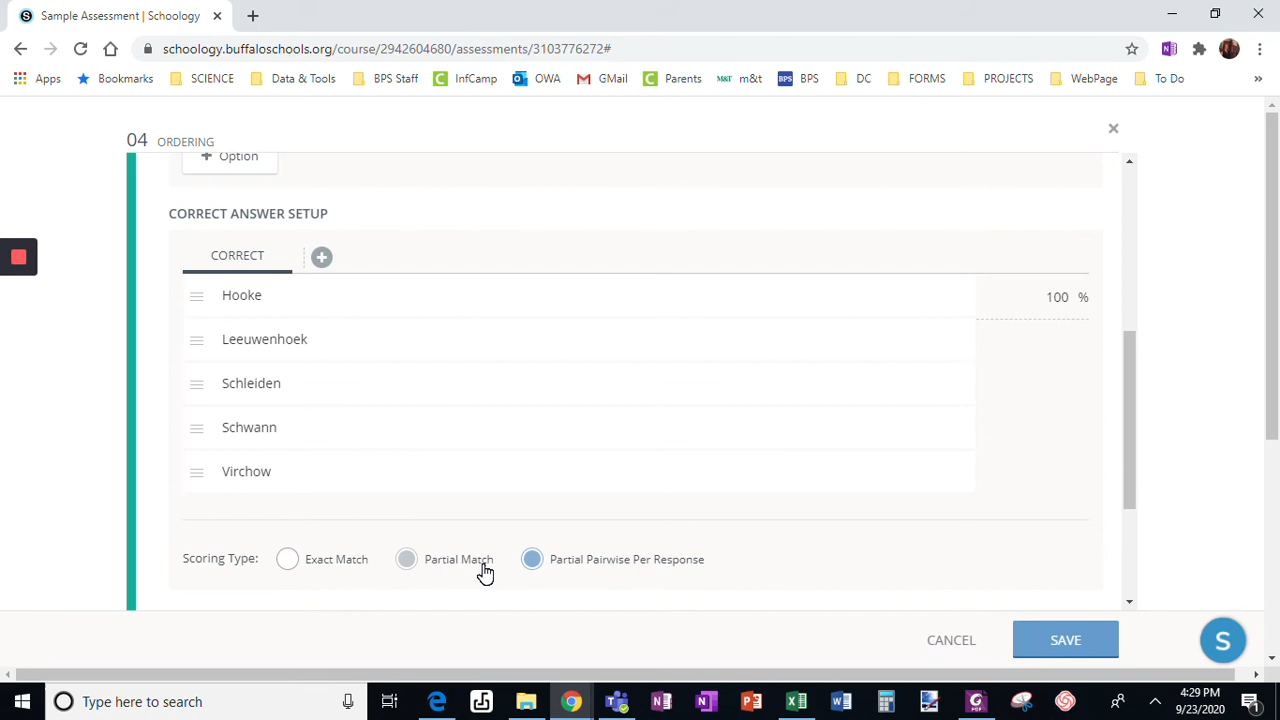 Sample Assessment | Schoology
schoology.buffaloschools.org/course/2942604680/assessments/3103776272#
Apps Bookmarks SCIENCE Data & Tools BPS Staff InfCamp OWA GMail Parents m&t BPS DC FORMS PROJECTS WebPage To Do »
04 ORDERING
+ Option
CORRECT ANSWER SETUP
CORRECT
Hooke 100 %
Leeuwenhoek
Schleiden
Schwann
Virchow
Scoring Type: Exact Match Partial Match Partial Pairwise Per Response
CANCEL SAVE S
Type here to search
4:29 PM
9/23/2020